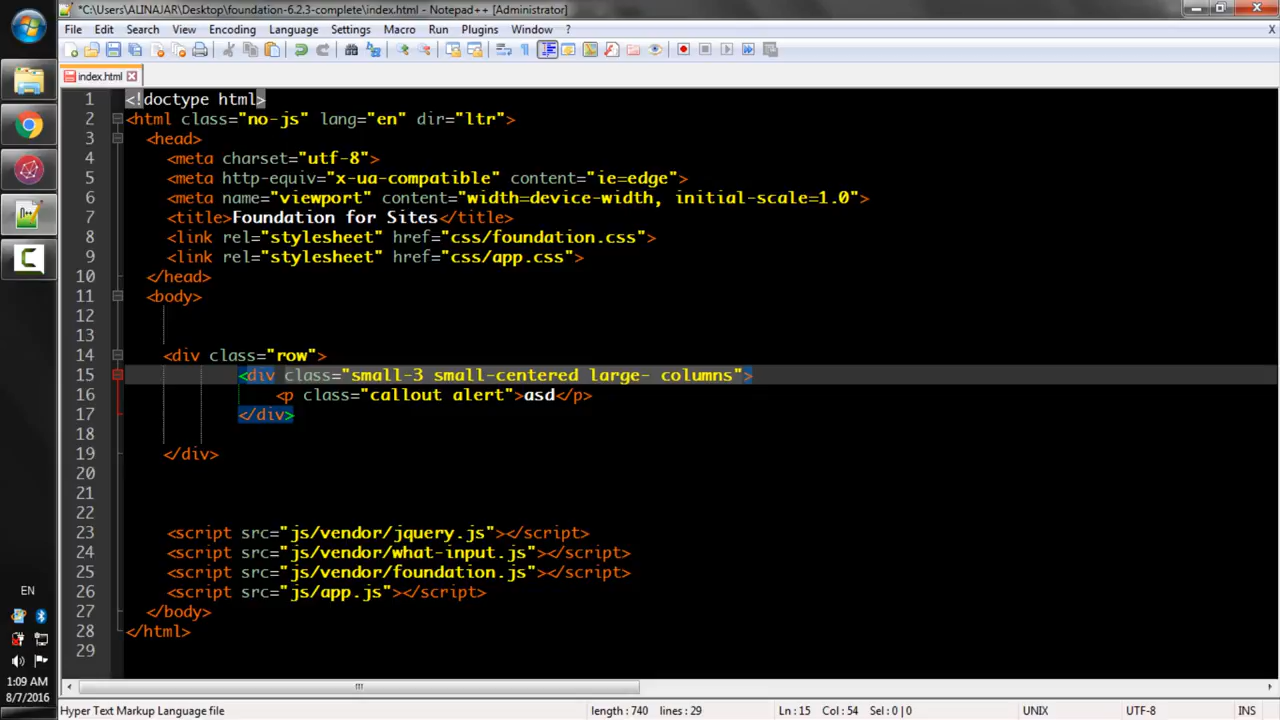 *C:\Users\ALINAJAR\Desktop\foundation-6.2.3-complete\index.html - Notepad++ [Administrator]
File Edit Search View Encoding Language Settings Macro Run Plugins Window ? X
index.html
1 <!doctype html>
2 <html class="no-js" lang="en" dir="ltr">
3 <head>
4 <meta charset="utf-8">
5 <meta http-equiv="x-ua-compatible" content="ie=edge">
6 <meta name="viewport" content="width=device-width, initial-scale=1.0">
7 <title>Foundation for Sites</title>
8 <link rel="stylesheet" href="css/foundation.css">
9 <link rel="stylesheet" href="css/app.css">
10 </head>
11 <body>
12
13
14 <div class="row">
15 <div class="small-3 small-centered large- columns">
16 <p class="callout alert">asd</p>
17 </div>
18
19 </div>
20
21
22
23 <script src="js/vendor/jquery.js"></script>
24 <script src="js/vendor/what-input.js"></script>
25 <script src="js/vendor/foundation.js"></script>
26 <script src="js/app.js"></script>
27 </body>
28 </html>
29
EN
1:09 AM
8/7/2016
Hyper Text Markup Language file length : 740 lines : 29 Ln : 15 Col : 54 Sel : 0 | 0 UNIX UTF-8 INS